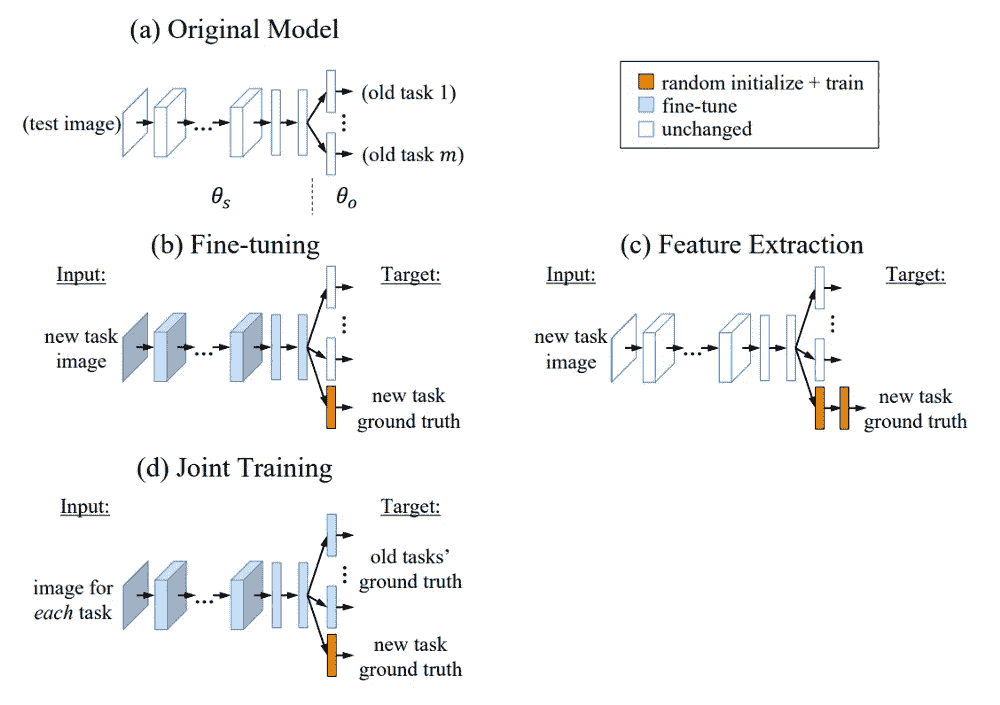 (a) Original Model
(test image)
...
(old task 1)
(old task m)
θs
θo
random initialize + train
fine-tune
unchanged
(b) Fine-tuning
Input:
Target:
new task
image
...
new task
ground truth
(c) Feature Extraction
Input:
Target:
new task
image
...
new task
ground truth
(d) Joint Training
Input:
Target:
image for
each task
...
old tasks’
ground truth
new task
ground truth